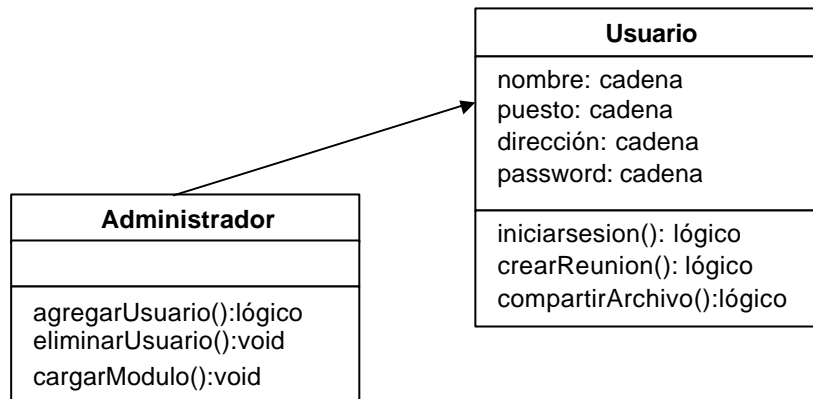 Usuario
nombre: cadena
puesto: cadena
dirección: cadena
password: cadena
iniciarsesion(): lógico
crearReunion(): lógico
compartirArchivo():lógico
Administrador
agregarUsuario():lógico
eliminarUsuario():void
cargarModulo():void